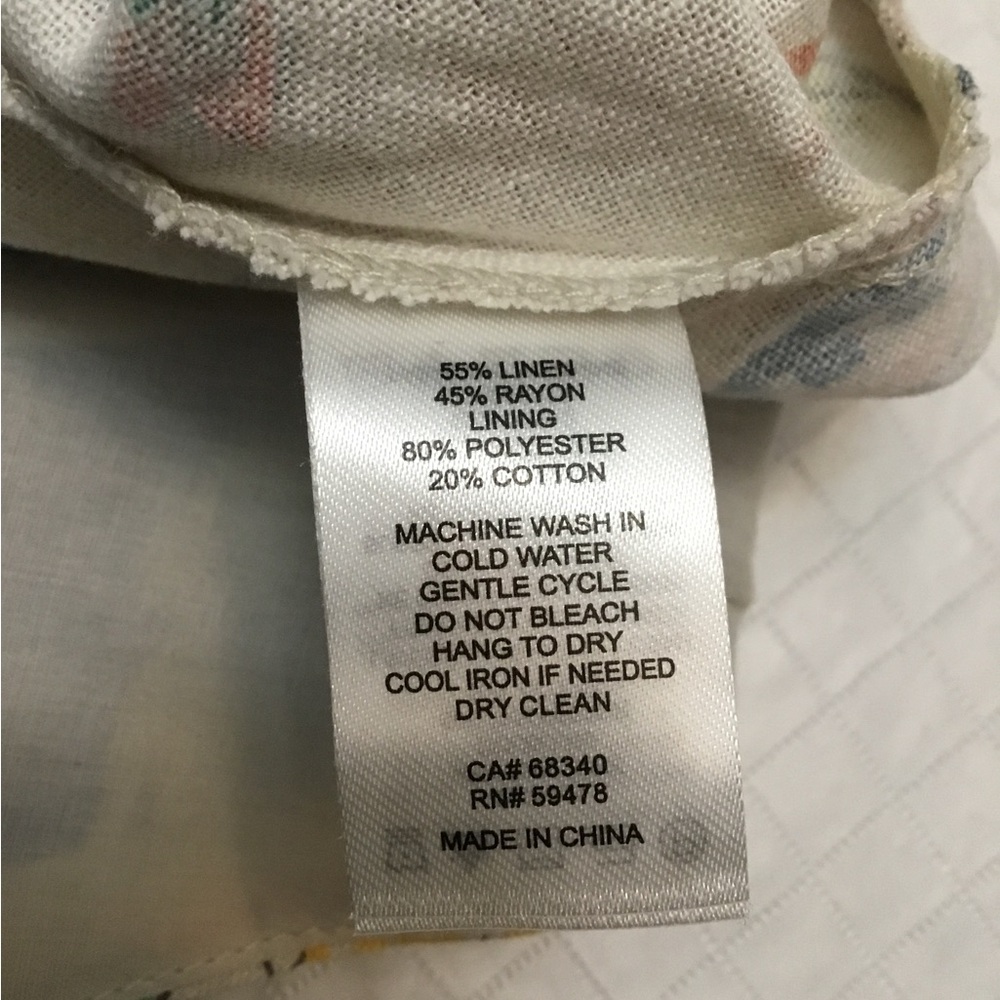 55% LINEN
45% RAYON
LINING
80% POLYESTER
20% COTTON
MACHINE WASH IN
COLD WATER
GENTLE CYCLE
DO NOT BLEACH
HANG TO DRY
COOL IRON IF NEEDED
DRY CLEAN
CA# 68340
RN# 59478
MADE IN CHINA